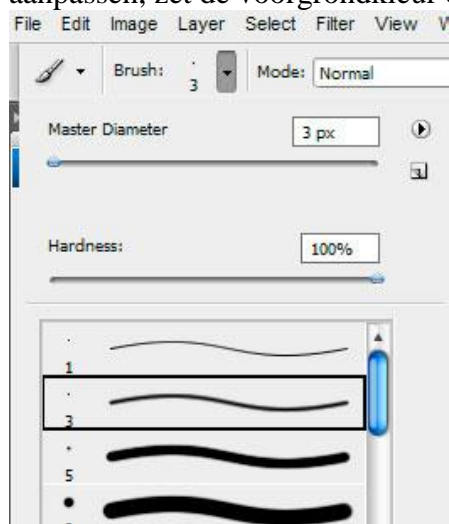 aanpassen, zet de voorgrondkleur
File Edit Image Layer Select Filter View
Brush: 3 Mode: Normal
Master Diameter 3 px
Hardness: 100%
1
3
5